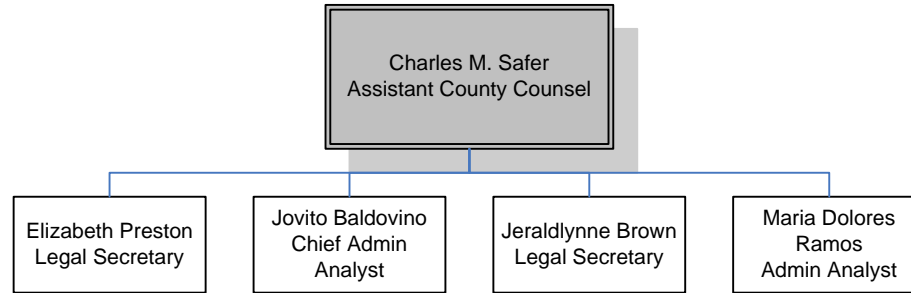 Charles M. Safer
Assistant County Counsel
Elizabeth Preston
Legal Secretary
Jovito Baldovino
Chief Admin
Analyst
Jeraldlynne Brown
Legal Secretary
Maria Dolores
Ramos
Admin Analyst